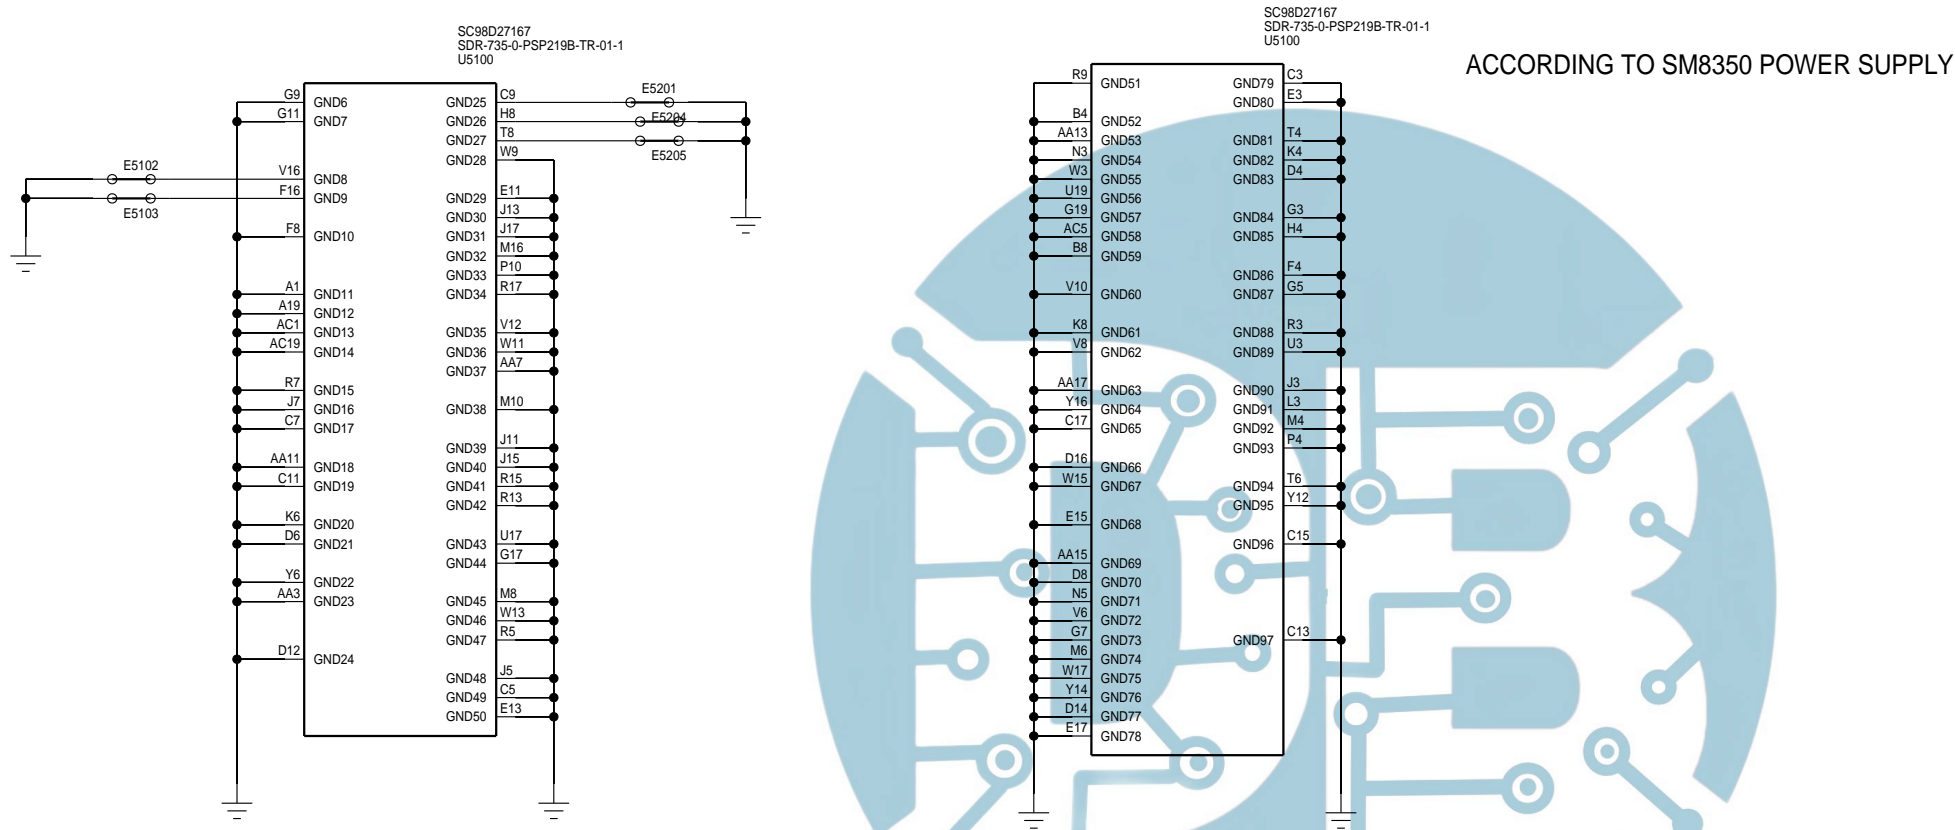 SC98D27167
SDR-735-0-PSP219B-TR-01-1
U5100
G9 GND6 GND25 C9 E5201
G11 GND7 GND26 H8 E5204
GND27 T8 E5205
GND28 W9
E5102 V16 GND8
E5103 F16 GND9 GND29 E11
GND30 J13
F8 GND10 GND31 J17
GND32 M16
GND33 P10
A1 GND11 GND34 R17
A19 GND12
AC1 GND13 GND35 V12
AC19 GND14 GND36 W11
GND37 AA7
R7 GND15
J7 GND16 GND38 M10
C7 GND17
GND39 J11
AA11 GND18 GND40 J15
C11 GND19 GND41 R15
GND42 R13
K6 GND20
D6 GND21 GND43 U17
GND44 G17
Y6 GND22
AA3 GND23 GND45 M8
GND46 W13
GND47 R5
D12 GND24
GND48 J5
GND49 C5
GND50 E13
SC98D27167
SDR-735-0-PSP219B-TR-01-1
U5100
ACCORDING TO SM8350 POWER SUPPLY
R9 GND51 GND79 C3
GND80 E3
B4 GND52
AA13 GND53 GND81 T4
N3 GND54 GND82 K4
W3 GND55 GND83 D4
U19 GND56
G19 GND57 GND84 G3
AC5 GND58 GND85 H4
B8 GND59
GND86 F4
V10 GND60 GND87 G5
K8 GND61 GND88 R3
V8 GND62 GND89 U3
AA17 GND63 GND90 J3
Y16 GND64 GND91 L3
C17 GND65 GND92 M4
GND93 P4
D16 GND66
W15 GND67 GND94 T6
GND95 Y12
E15 GND68
GND96 C15
AA15 GND69
D8 GND70
N5 GND71
V6 GND72
G7 GND73 GND97 C13
M6 GND74
W17 GND75
Y14 GND76
D14 GND77
E17 GND78